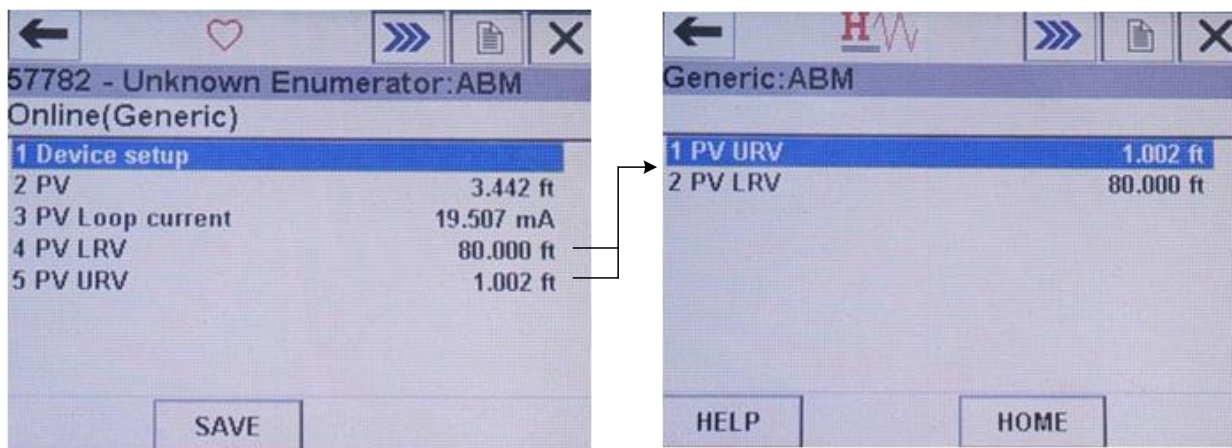 57782 - Unknown Enumerator:ABM
Online(Generic)
1 Device setup
2 PV 3.442 ft
3 PV Loop current 19.507 mA
4 PV LRV 80.000 ft
5 PV URV 1.002 ft
SAVE
H
Generic:ABM
1 PV URV 1.002 ft
2 PV LRV 80.000 ft
HELP HOME